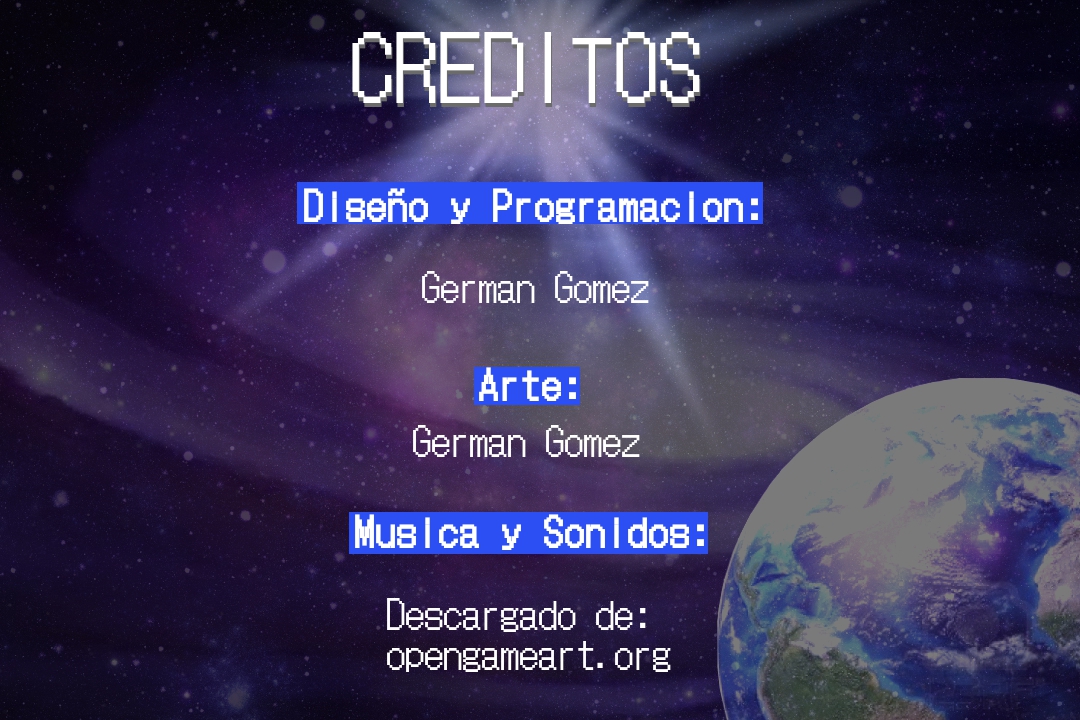 CREDITOS
Diseño y Programacion:
German Gomez
Arte:
German Gomez
Musica y Sonidos:
Descargado de:
opengameart.org